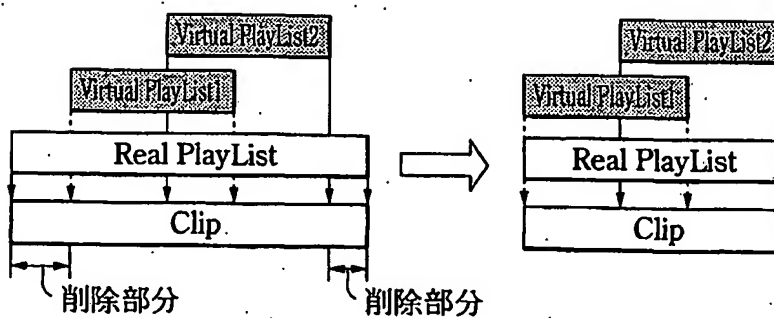 Virtual PlayList2
Virtual PlayList1
Real PlayList
Clip
削除部分
削除部分
Virtual PlayList2
Virtual PlayList1
Real PlayList
Clip